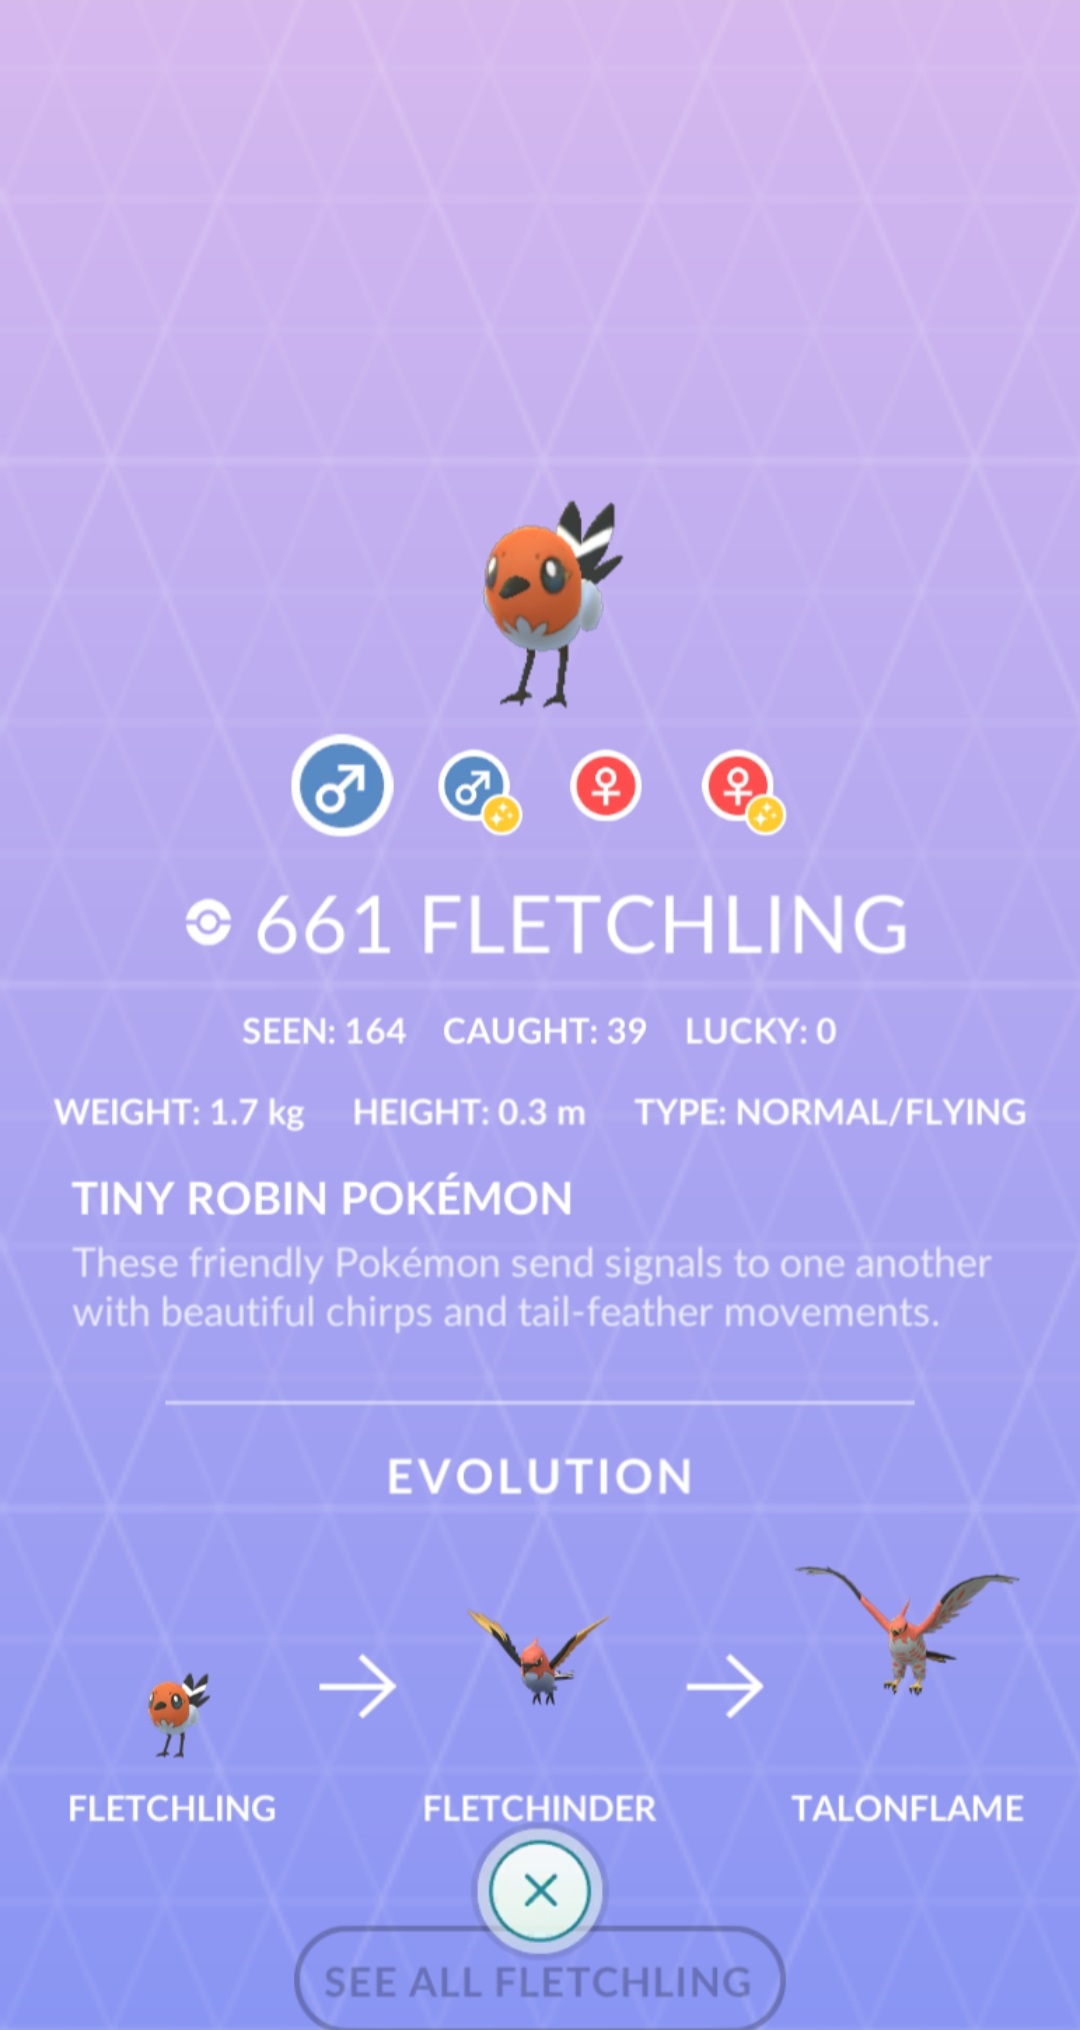 661 FLETCHLING
SEEN: 164 CAUGHT: 39 LUCKY: 0
WEIGHT: 1.7 kg HEIGHT: 0.3 m TYPE: NORMAL/FLYING
TINY ROBIN POKÉMON
These friendly Pokémon send signals to one another
with beautiful chirps and tail-feather movements.
EVOLUTION
FLETCHLING FLETCHINDER TALONFLAME
SEE ALL FLETCHLING